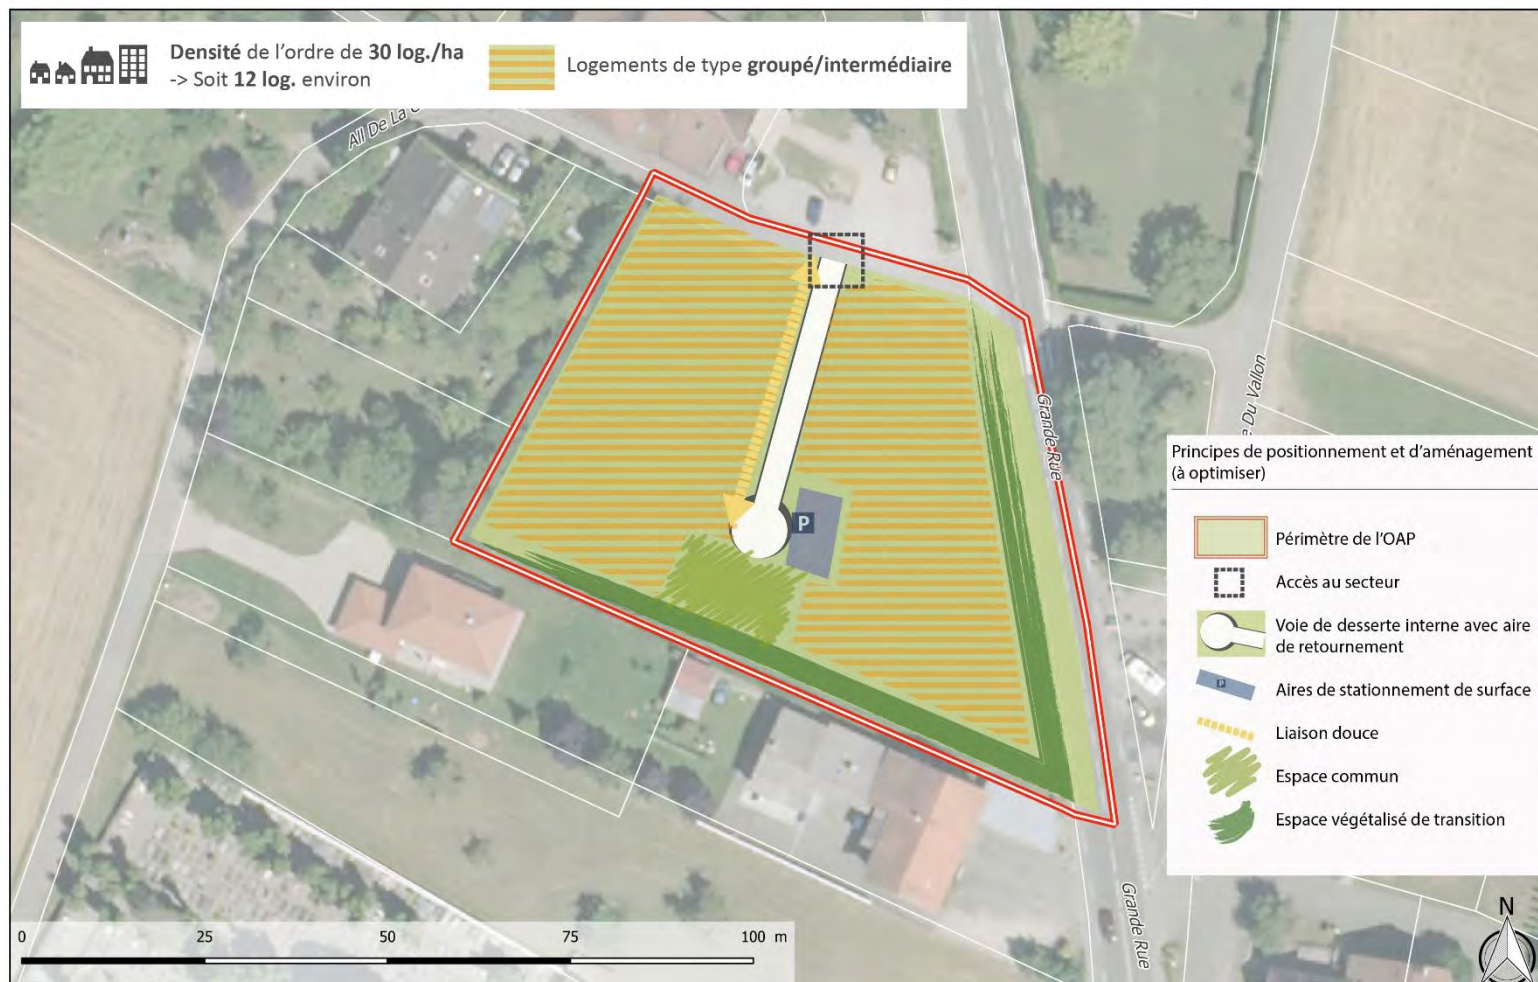 Densité de l'ordre de 30 log./ha
-> Soit 12 log. environ
Logements de type groupé/intermédiaire
All De La
Grande Rue
Du Vallon
Principes de positionnement et d'aménagement
(à optimiser)
Périmètre de l'OAP
Accès au secteur
Voie de desserte interne avec aire
de retournement
P
Aires de stationnement de surface
Liaison douce
Espace commun
Espace végétalisé de transition
P
Grande Rue
0 25 50 75 100 m
N